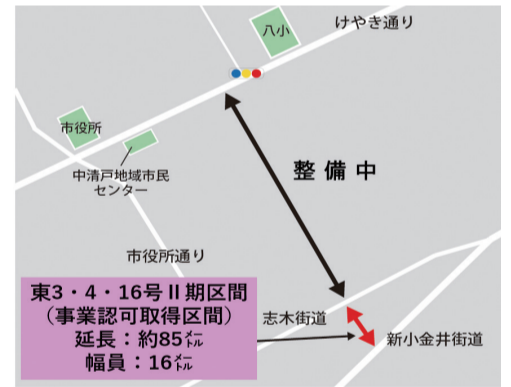 けやき通り
八小
市役所
中清戸地域市民
センター
整備中
市役所通り
東3・4・16号Ⅱ期区間
(事業認可取得区間)
延長:約85㍍
幅員:16㍍
志木街道
新小金井街道